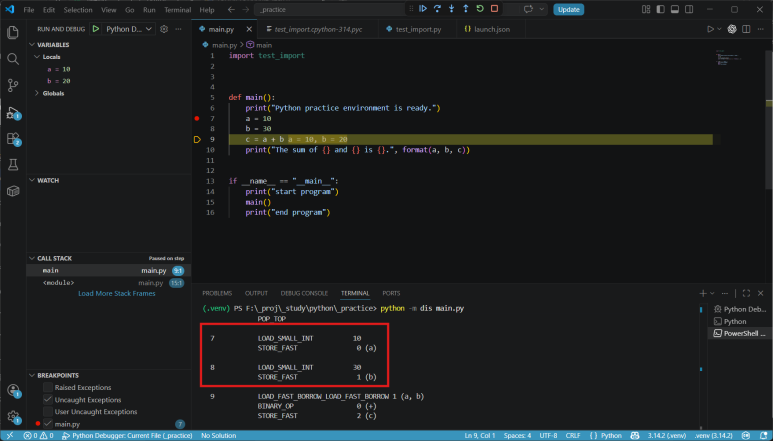 File Edit Selection View Go Run Terminal Help
_practice
Update
RUN AND DEBUG
Python D...
main.py
test_import.cpython-314.pyc
test_import.py
launch.json
main.py > main
VARIABLES
Locals
a = 10
b = 20
Globals
WATCH
CALL STACK
Paused on step
main main.py 9:1
<module> main.py 15:1
Load More Stack Frames
BREAKPOINTS
Raised Exceptions
Uncaught Exceptions
User Uncaught Exceptions
main.py 7
1 import test_import
2
3
4
5 def main():
6 print("Python practice environment is ready.")
7 a = 10
8 b = 30
9 c = a + b a = 10, b = 20
10 print("The sum of {} and {} is {}.", format(a, b, c))
11
12
13 if __name__ == "__main__":
14 print("start program")
15 main()
16 print("end program")
PROBLEMS OUTPUT DEBUG CONSOLE TERMINAL PORTS
(.venv) PS F:\_proj\_study\python\_practice> python -m dis main.py
POP_TOP
7 LOAD_SMALL_INT 10
STORE_FAST 0 (a)
8 LOAD_SMALL_INT 30
STORE_FAST 1 (b)
9 LOAD_FAST_BORROW_LOAD_FAST_BORROW 1 (a, b)
BINARY_OP 0 (+)
STORE_FAST 2 (c)
Python Deb...
Python
PowerShell ...
0 0 Python Debugger: Current File (_practice) No Solution
Ln 9, Col 1 Spaces: 4 UTF-8 CRLF {} Python 3.14.2 (.venv) .venv (3.14.2)